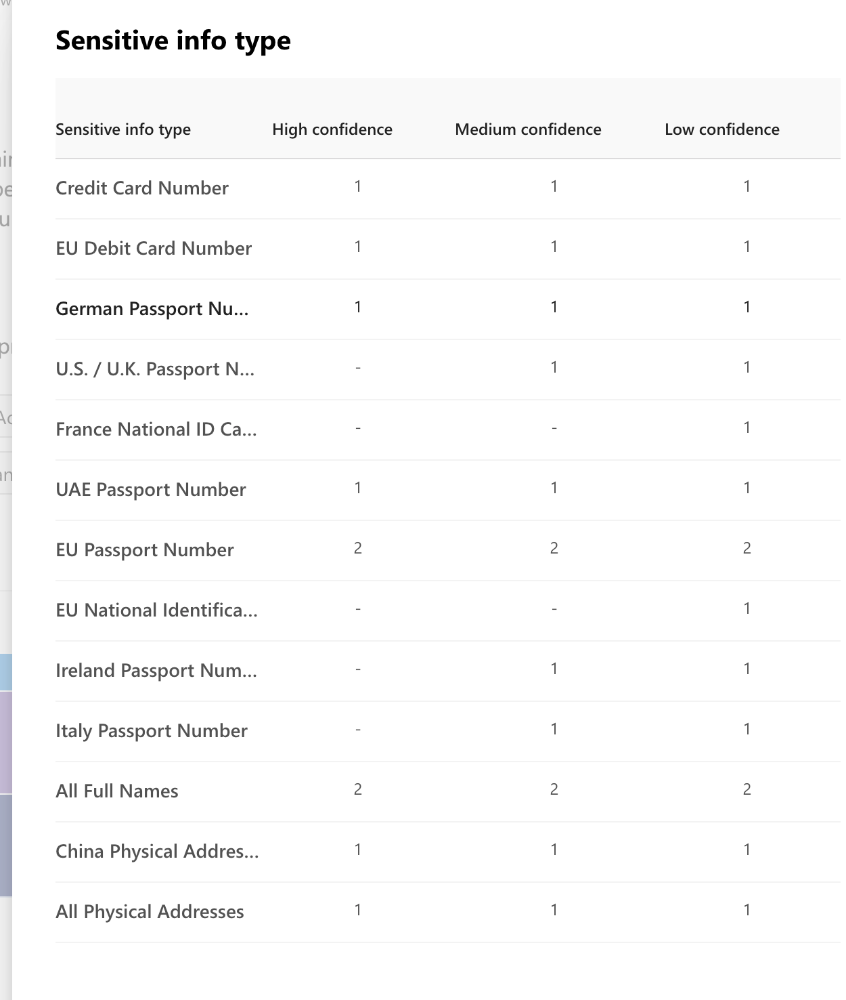 Sensitive info type
Sensitive info type High confidence Medium confidence Low confidence
Credit Card Number 1 1 1
EU Debit Card Number 1 1 1
German Passport Nu... 1 1 1
U.S. / U.K. Passport N... - 1 1
France National ID Ca... - - 1
UAE Passport Number 1 1 1
EU Passport Number 2 2 2
EU National Identifica... - - 1
Ireland Passport Num... - 1 1
Italy Passport Number - 1 1
All Full Names 2 2 2
China Physical Addres... 1 1 1
All Physical Addresses 1 1 1